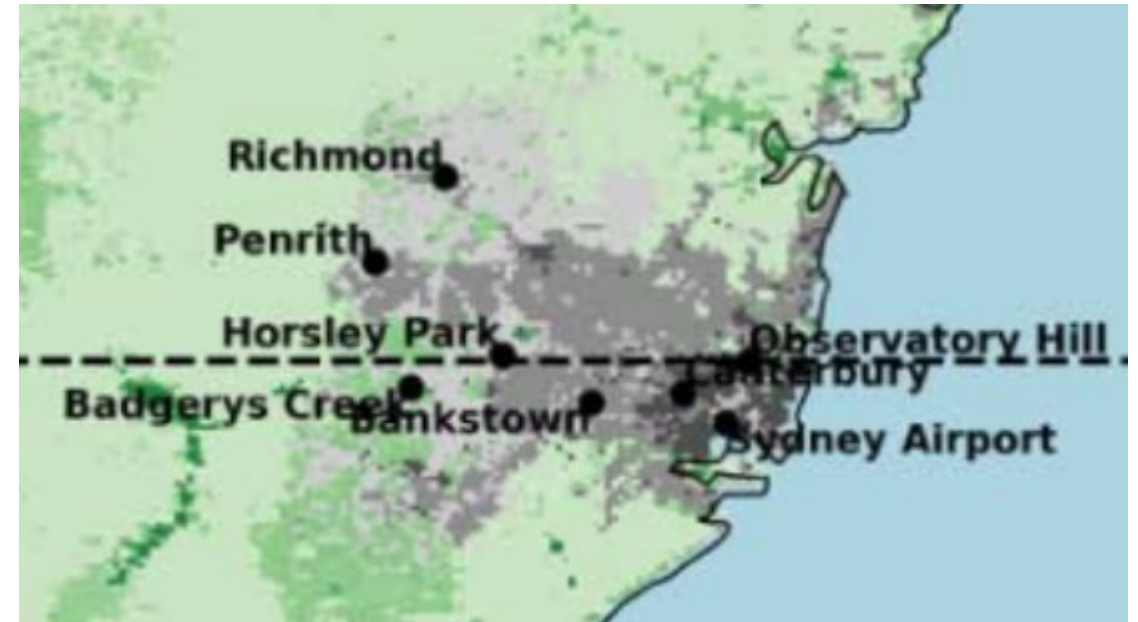 Richmond
Penrith
Horsley Park
Observatory Hill
Canterbury
Badgerys Creek
Bankstown
Sydney Airport